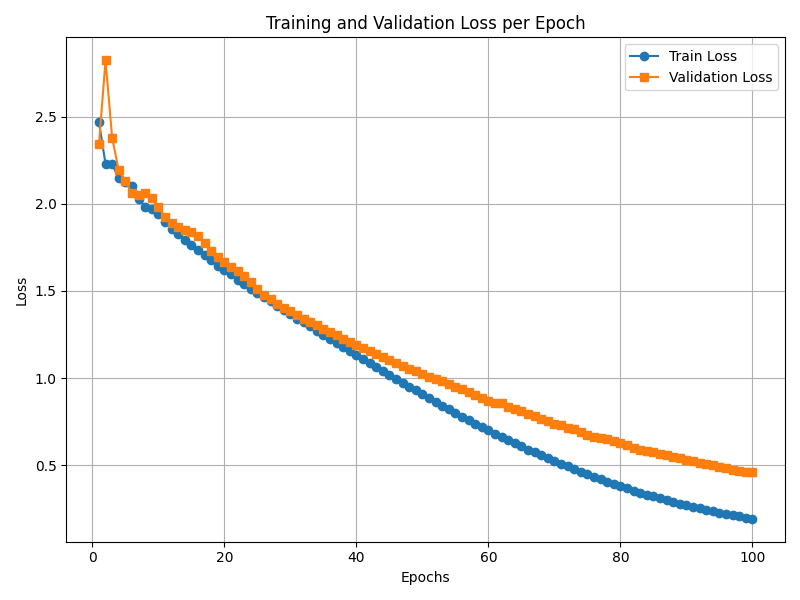 Training and Validation Loss per Epoch
Train Loss
Validation Loss
Loss
2.5
2.0
1.5
1.0
0.5
0 20 40 60 80 100
Epochs